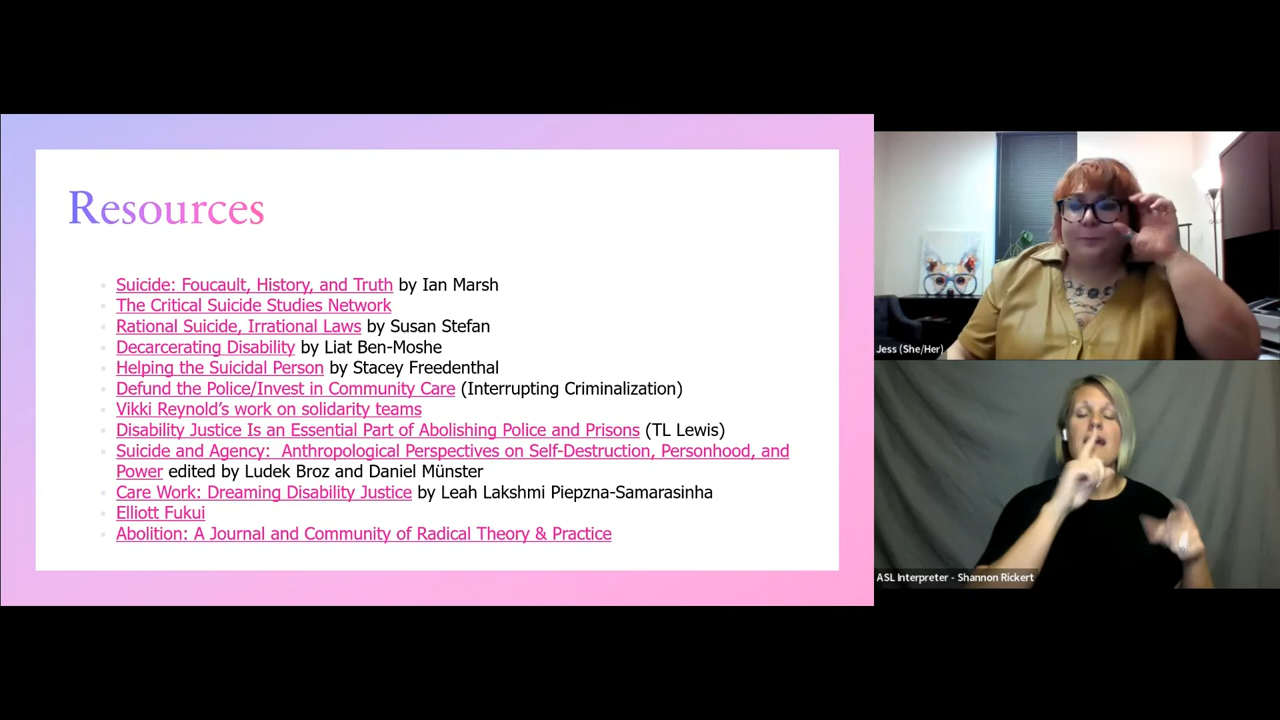 Resources
Suicide: Foucault, History, and Truth by Ian Marsh
The Critical Suicide Studies Network
Rational Suicide, Irrational Laws by Susan Stefan
Decarcerating Disability by Liat Ben-Moshe
Helping the Suicidal Person by Stacey Freedenthal
Defund the Police/Invest in Community Care (Interrupting Criminalization)
Vikki Reynold’s work on solidarity teams
Disability Justice Is an Essential Part of Abolishing Police and Prisons (TL Lewis)
Suicide and Agency:  Anthropological Perspectives on Self-Destruction, Personhood, and
Power edited by Ludek Broz and Daniel Münster
Care Work: Dreaming Disability Justice by Leah Lakshmi Piepzna-Samarasinha
Elliott Fukui
Abolition: A Journal and Community of Radical Theory & Practice
Jess (She/Her)
ASL Interpreter - Shannon Rickert